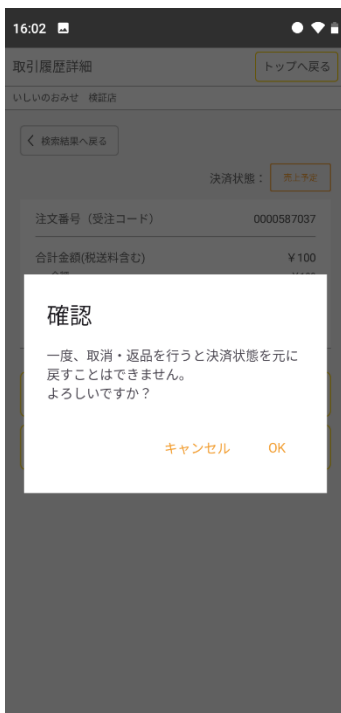 16:02
取引履歴詳細
トップへ戻る
いしいのおみせ 検証店
検索結果へ戻る
決済状態： 売上予定
注文番号（受注コード） 0000587037
合計金額(税送料含む) ￥100
確認
一度、取消・返品を行うと決済状態を元に
戻すことはできません。
よろしいですか？
キャンセル OK